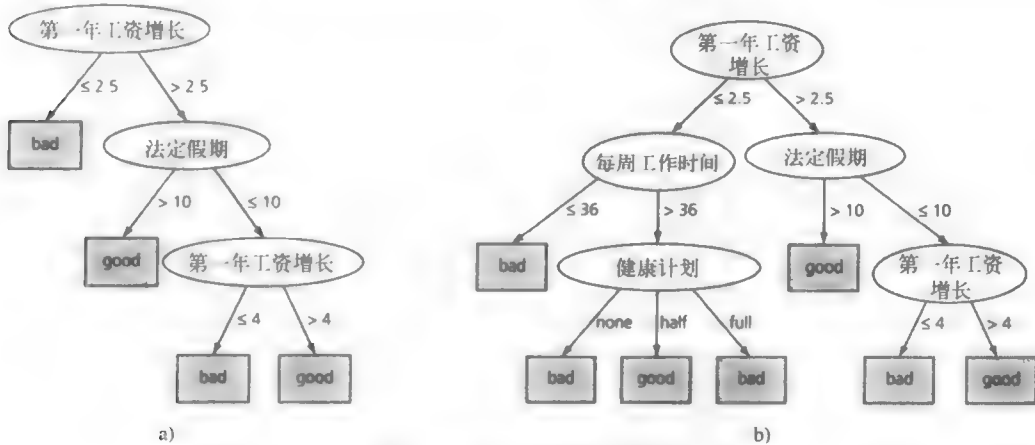 第一年工资增长
≤ 2 5
> 2 5
bad
法定假期
> 10
≤ 10
good
第一年工资增长
≤ 4
> 4
bad
good
a)
第一年工资
增长
≤ 2.5
> 2.5
每周工作时间
法定假期
≤ 36
> 36
> 10
≤ 10
bad
健康计划
good
第一年工资
增长
none
half
full
≤ 4
> 4
bad
good
bad
bad
good
b)